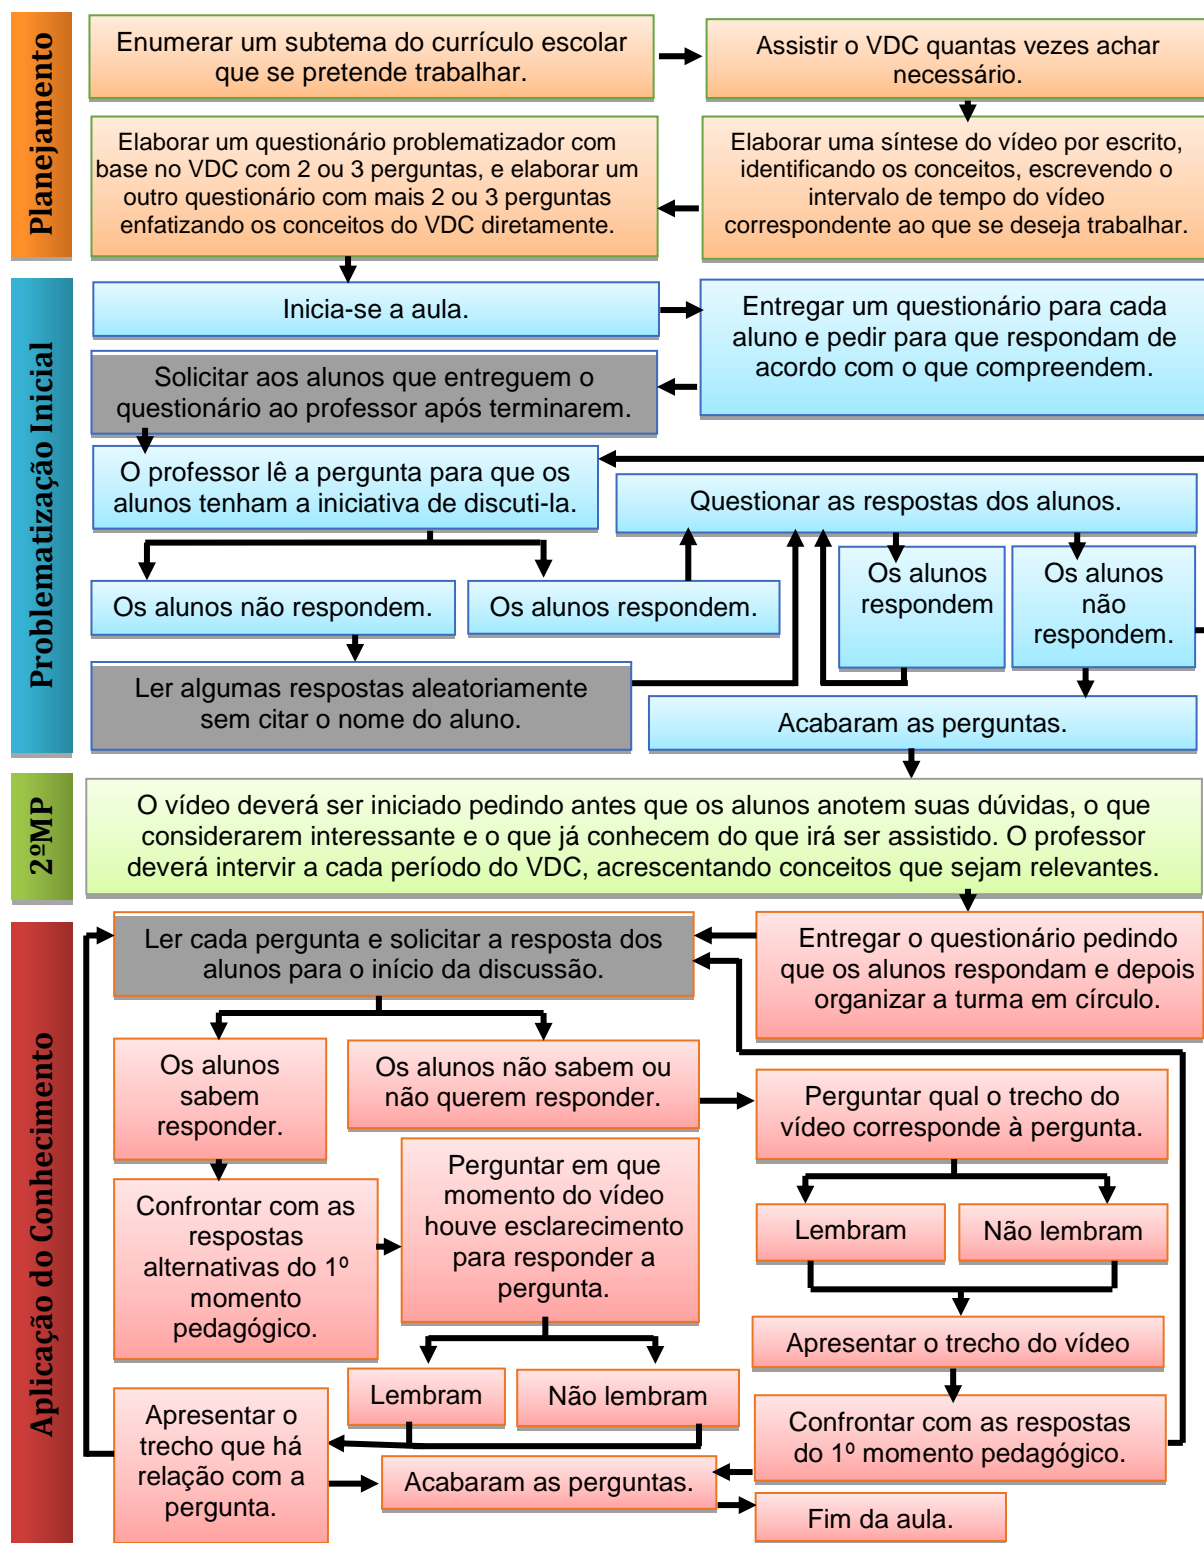 Planejamento
Enumerar um subtema do currículo escolar
que se pretende trabalhar.
Assistir o VDC quantas vezes achar
necessário.
Elaborar um questionário problematizador com
base no VDC com 2 ou 3 perguntas, e elaborar um
outro questionário com mais 2 ou 3 perguntas
enfatizando os conceitos do VDC diretamente.
Elaborar uma síntese do vídeo por escrito,
identificando os conceitos, escrevendo o
intervalo de tempo do vídeo
correspondente ao que se deseja trabalhar.
Problematização Inicial
Inicia-se a aula.
Entregar um questionário para cada
aluno e pedir para que respondam de
acordo com o que compreendem.
Solicitar aos alunos que entreguem o
questionário ao professor após terminarem.
O professor lê a pergunta para que os
alunos tenham a iniciativa de discuti-la.
Questionar as respostas dos alunos.
Os alunos não respondem.
Os alunos respondem.
Os alunos
respondem
Os alunos
não
respondem.
Ler algumas respostas aleatoriamente
sem citar o nome do aluno.
Acabaram as perguntas.
2ºMP
O vídeo deverá ser iniciado pedindo antes que os alunos anotem suas dúvidas, o que
considerarem interessante e o que já conhecem do que irá ser assistido. O professor
deverá intervir a cada período do VDC, acrescentando conceitos que sejam relevantes.
Aplicação do Conhecimento
Ler cada pergunta e solicitar a resposta dos
alunos para o início da discussão.
Entregar o questionário pedindo
que os alunos respondam e depois
organizar a turma em círculo.
Os alunos
sabem
responder.
Os alunos não sabem ou
não querem responder.
Perguntar qual o trecho do
vídeo corresponde à pergunta.
Confrontar com as
respostas
alternativas do 1º
momento
pedagógico.
Perguntar em que
momento do vídeo
houve esclarecimento
para responder a
pergunta.
Lembram
Não lembram
Apresentar o trecho do vídeo
Lembram
Não lembram
Apresentar o
trecho que há
relação com a
pergunta.
Confrontar com as respostas
do 1º momento pedagógico.
Acabaram as perguntas.
Fim da aula.